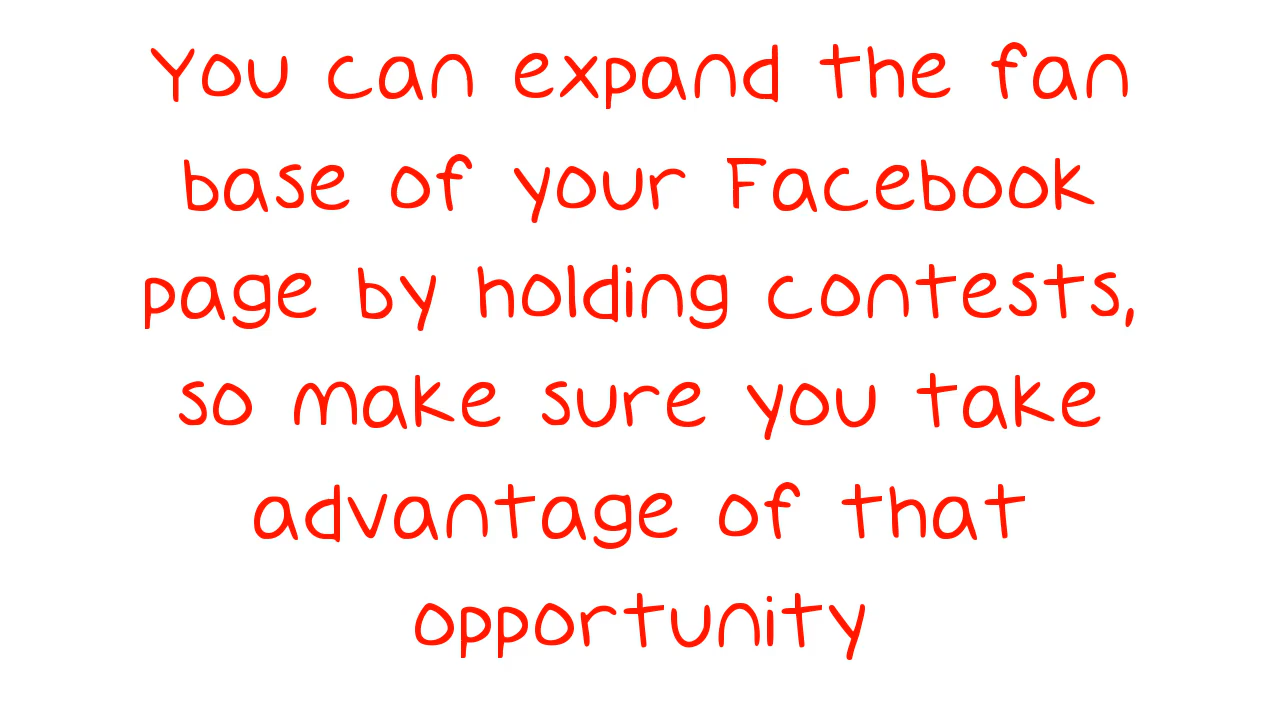 You can expand the fan
base of your Facebook
page by holding contests,
so make sure you take
advantage of that
opportunity